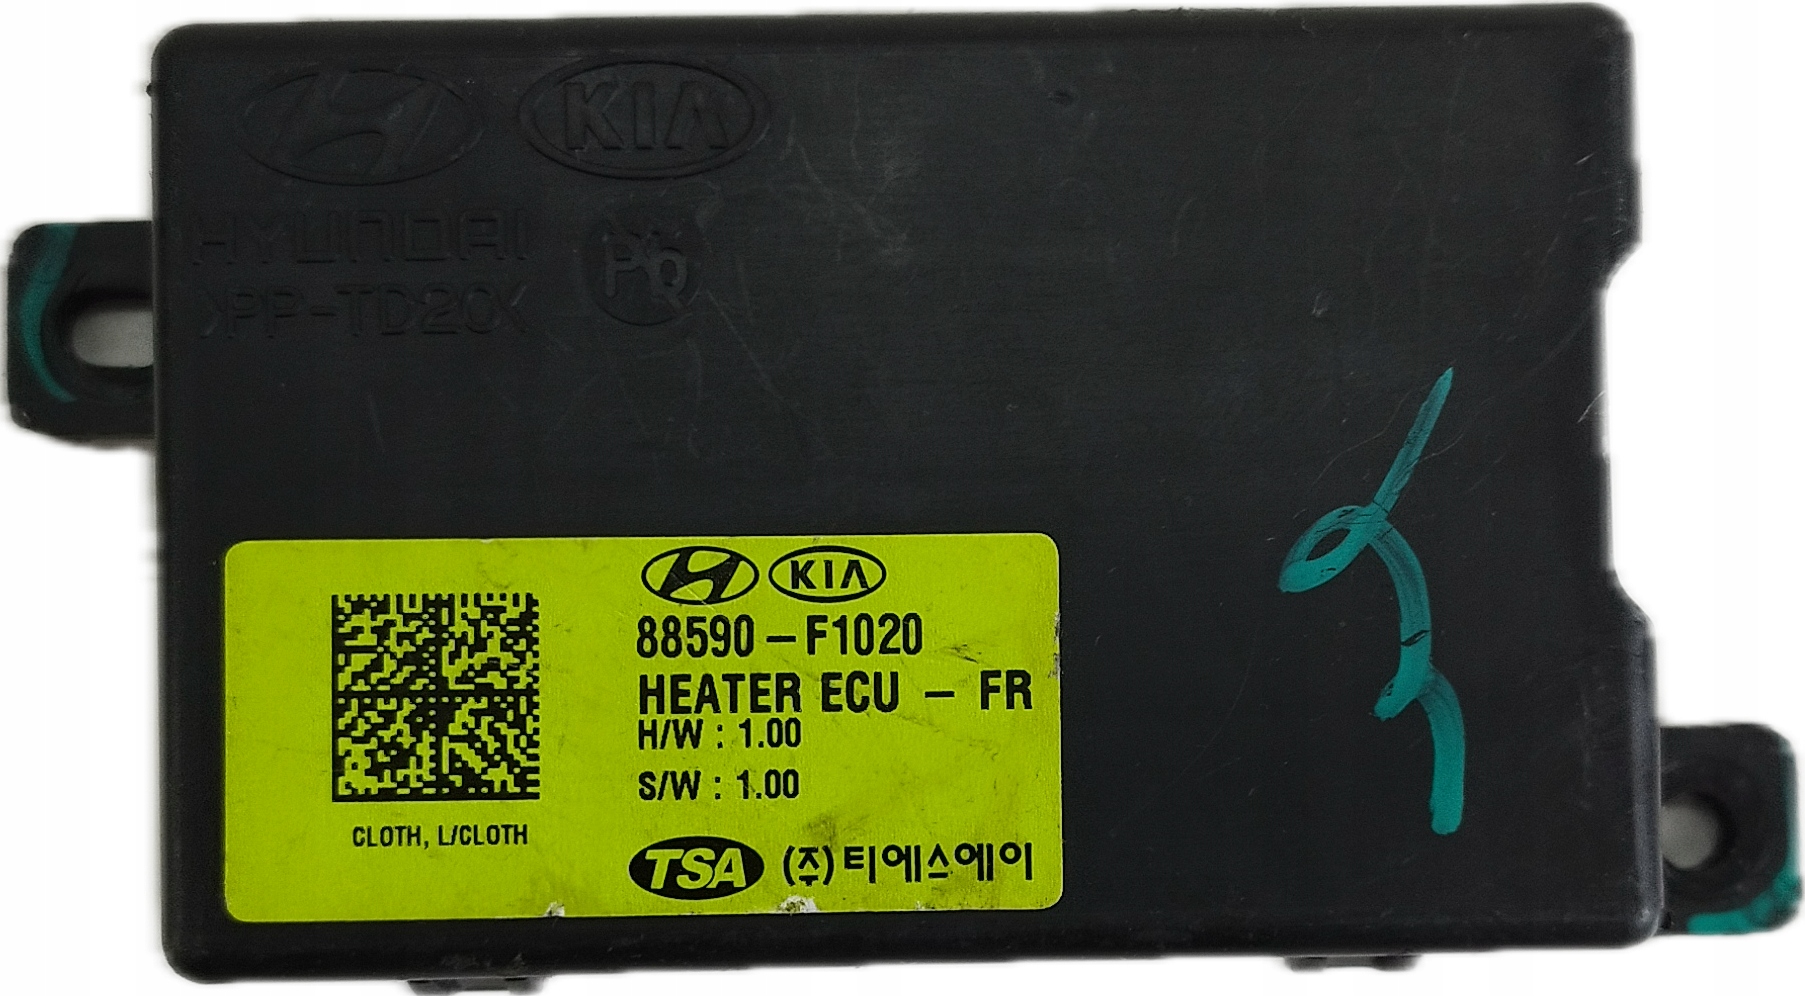 KIA
HYUNDAI
>PP-TD20<
Pb
KIA
88590-F1020
HEATER ECU - FR
H/W : 1.00
S/W : 1.00
CLOTH, L/CLOTH
TSA (주)티에스에이